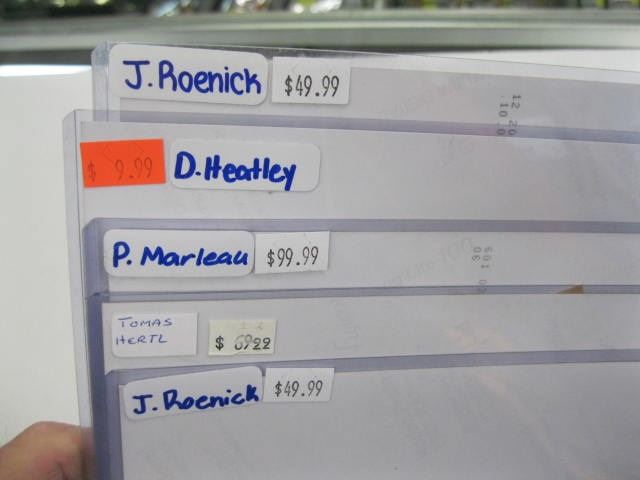 J. Roenick $49.99
$ 9.99 D. Heatley
P. Marleau $99.99
TOMAS
HERTL
J. Roenick $49.99